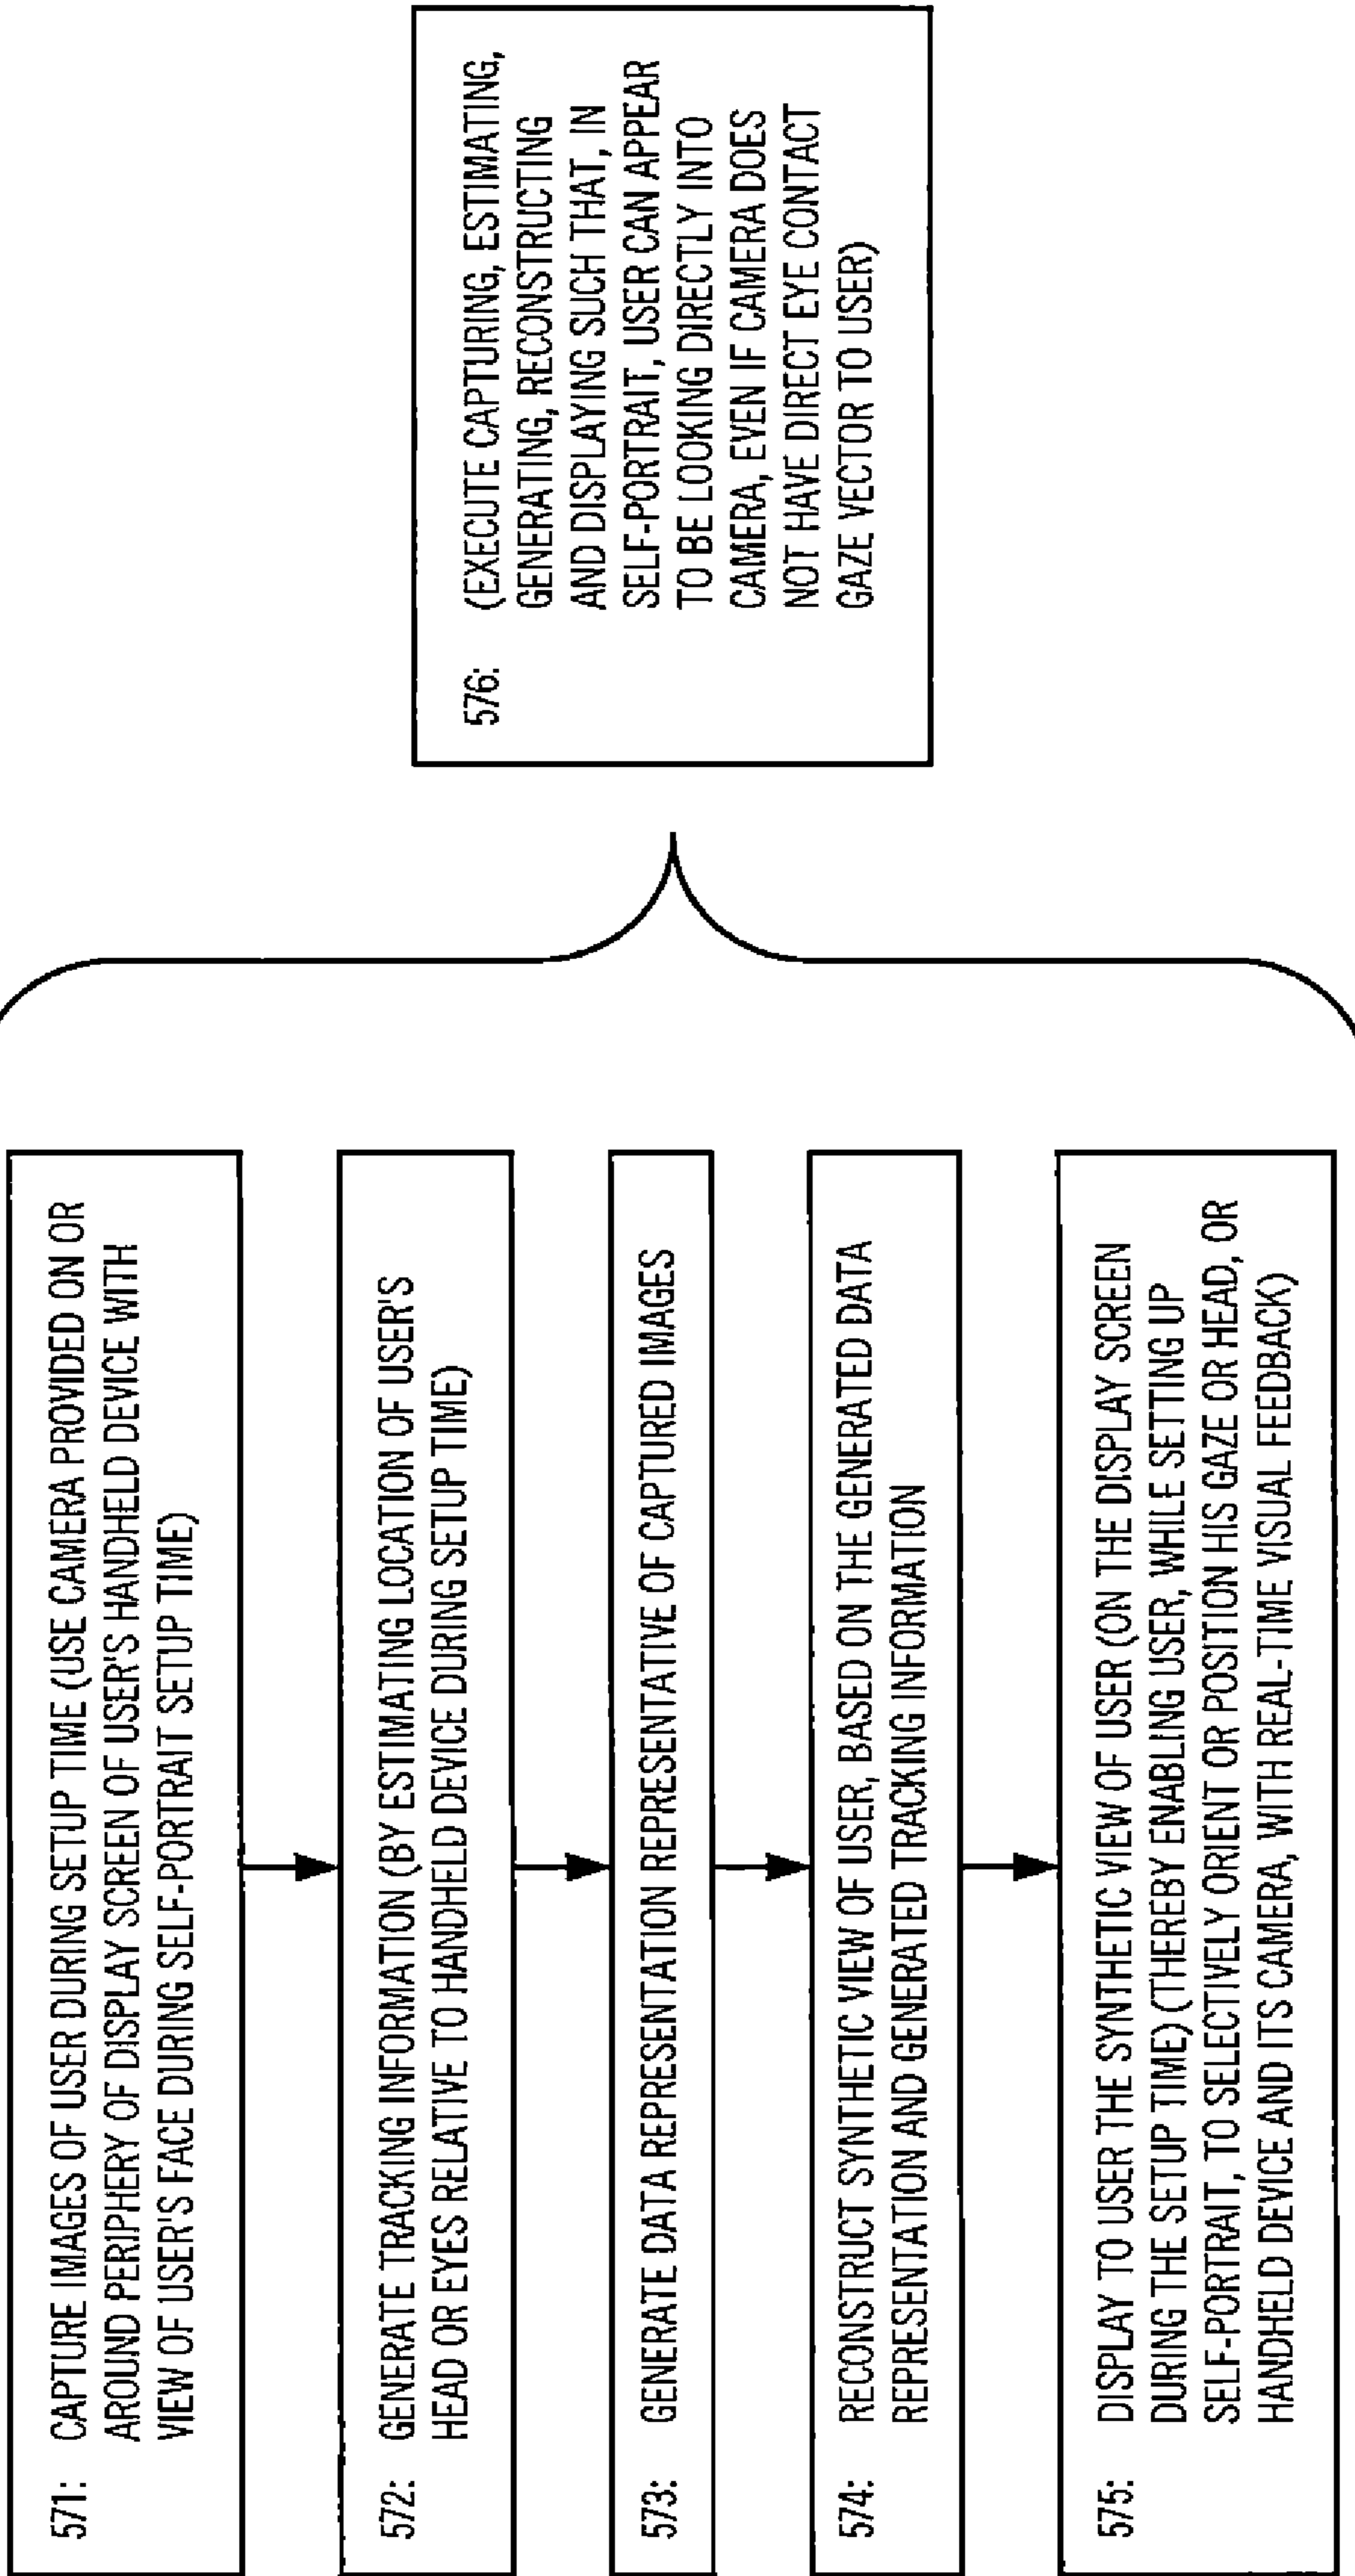 571: CAPTURE IMAGES OF USER DURING SETUP TIME (USE CAMERA PROVIDED ON OR
AROUND PERIPHERY OF DISPLAY SCREEN OF USER'S HANDHELD DEVICE WITH
VIEW OF USER'S FACE DURING SELF-PORTRAIT SETUP TIME)
572: GENERATE TRACKING INFORMATION (BY ESTIMATING LOCATION OF USER'S
HEAD OR EYES RELATIVE TO HANDHELD DEVICE DURING SETUP TIME)
573: GENERATE DATA REPRESENTATION REPRESENTATIVE OF CAPTURED IMAGES
574: RECONSTRUCT SYNTHETIC VIEW OF USER, BASED ON THE GENERATED DATA
REPRESENTATION AND GENERATED TRACKING INFORMATION
575: DISPLAY TO USER THE SYNTHETIC VIEW OF USER (ON THE DISPLAY SCREEN
DURING THE SETUP TIME) (THEREBY ENABLING USER, WHILE SETTING UP
SELF-PORTRAIT, TO SELECTIVELY ORIENT OR POSITION HIS GAZE OR HEAD, OR
HANDHELD DEVICE AND ITS CAMERA, WITH REAL-TIME VISUAL FEEDBACK)
576: (EXECUTE CAPTURING, ESTIMATING,
GENERATING, RECONSTRUCTING
AND DISPLAYING SUCH THAT, IN
SELF-PORTRAIT, USER CAN APPEAR
TO BE LOOKING DIRECTLY INTO
CAMERA, EVEN IF CAMERA DOES
NOT HAVE DIRECT EYE CONTACT
GAZE VECTOR TO USER)